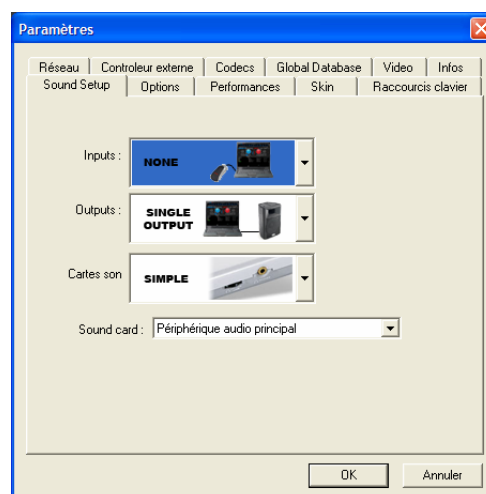 Paramètres
Réseau Controleur externe Codecs Global Database Video Infos
Sound Setup Options Performances Skin Raccourcis clavier
Inputs : NONE
Outputs : SINGLE
OUTPUT
Cartes son SIMPLE
Sound card : Périphérique audio principal
OK Annuler